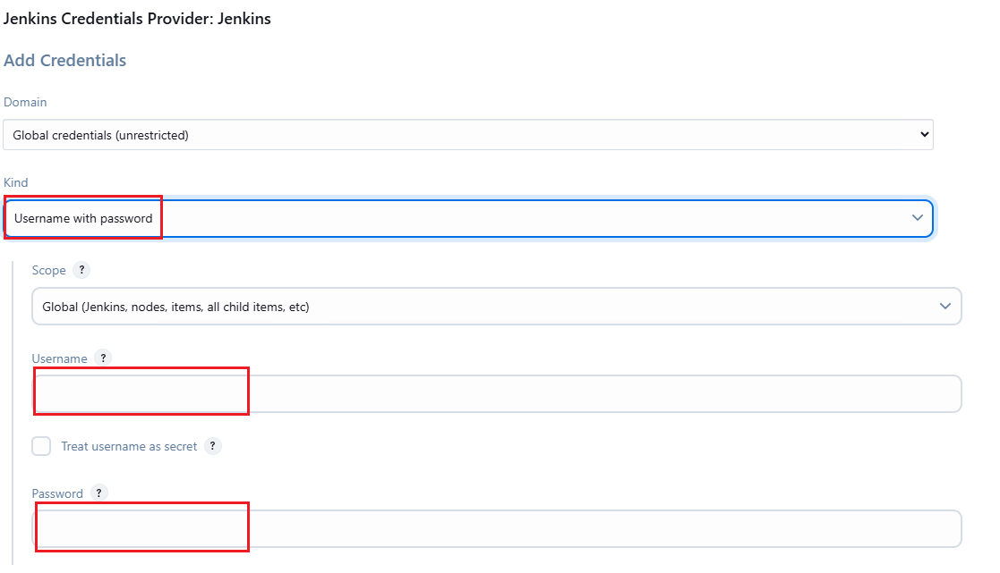 Jenkins Credentials Provider: Jenkins
Add Credentials
Domain
Global credentials (unrestricted)
Kind
Username with password
Scope ?
Global (Jenkins, nodes, items, all child items, etc)
Username ?
Treat username as secret ?
Password ?